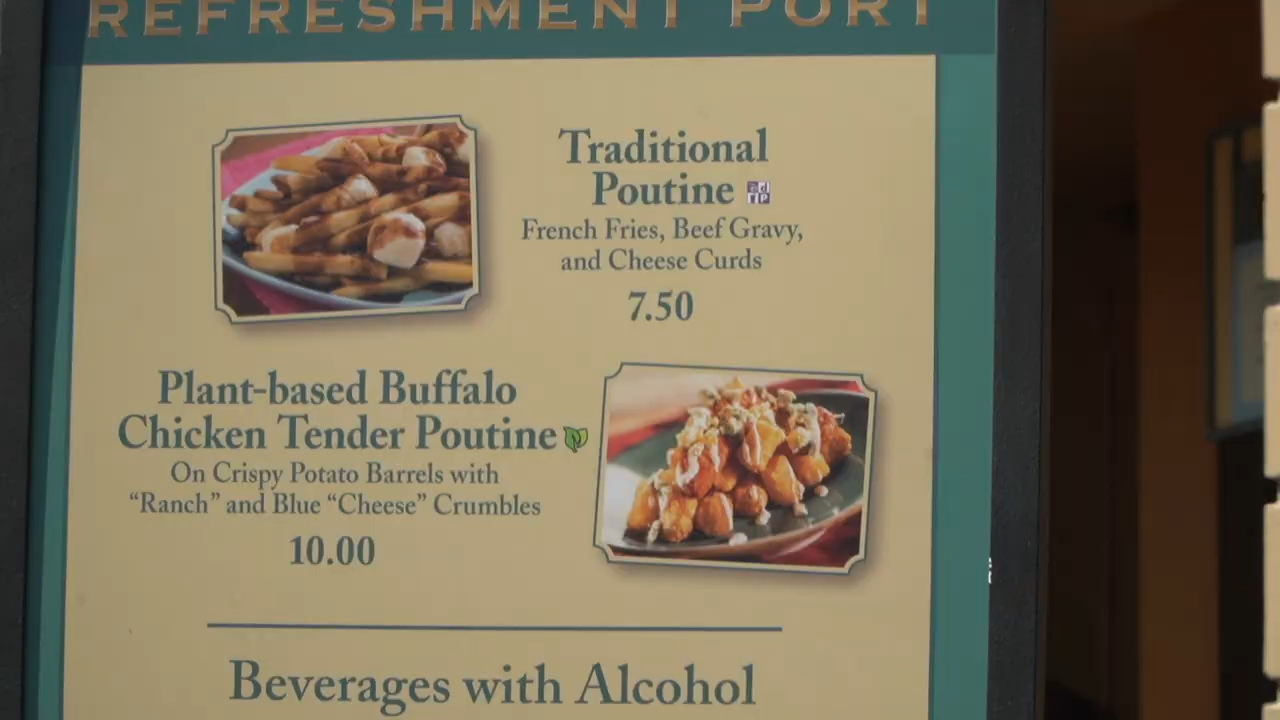 REFRESHMENT PORT
Traditional
Poutine
French Fries, Beef Gravy,
and Cheese Curds
7.50
Plant-based Buffalo
Chicken Tender Poutine
On Crispy Potato Barrels with
“Ranch” and Blue “Cheese” Crumbles
10.00
Beverages with Alcohol